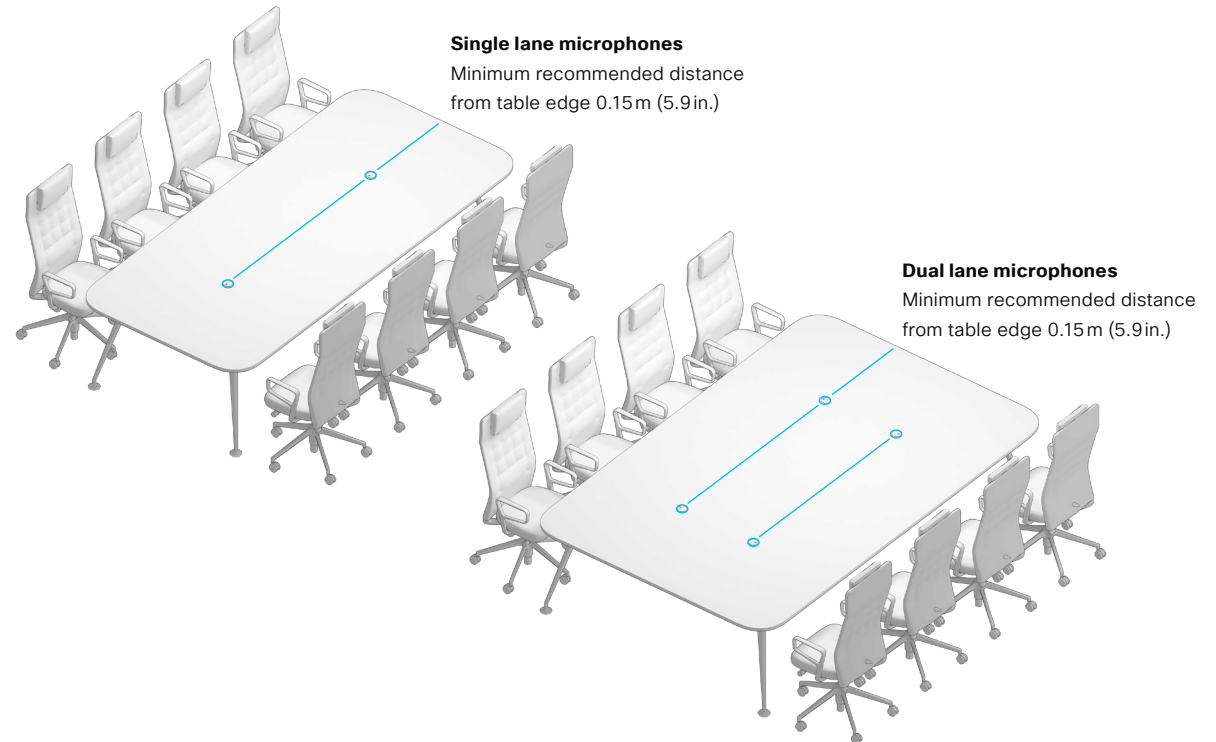 Single lane microphones
Minimum recommended distance
from table edge 0.15 m (5.9 in.)
Dual lane microphones
Minimum recommended distance
from table edge 0.15 m (5.9 in.)